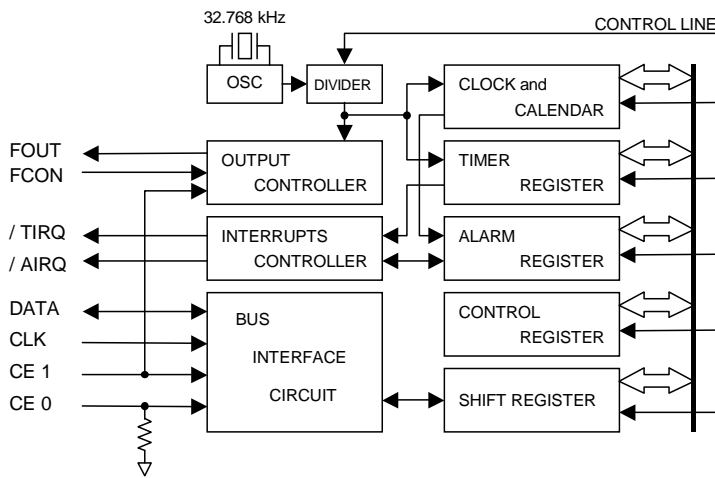 32.768 kHz
CONTROL LINE
OSC
DIVIDER
CLOCK and
CALENDAR
FOUT
FCON
OUTPUT
CONTROLLER
TIMER
REGISTER
/ TIRQ
/ AIRQ
INTERRUPTS
CONTROLLER
ALARM
REGISTER
DATA
CLK
CE 1
CE 0
BUS
INTERFACE
CIRCUIT
CONTROL
REGISTER
SHIFT REGISTER